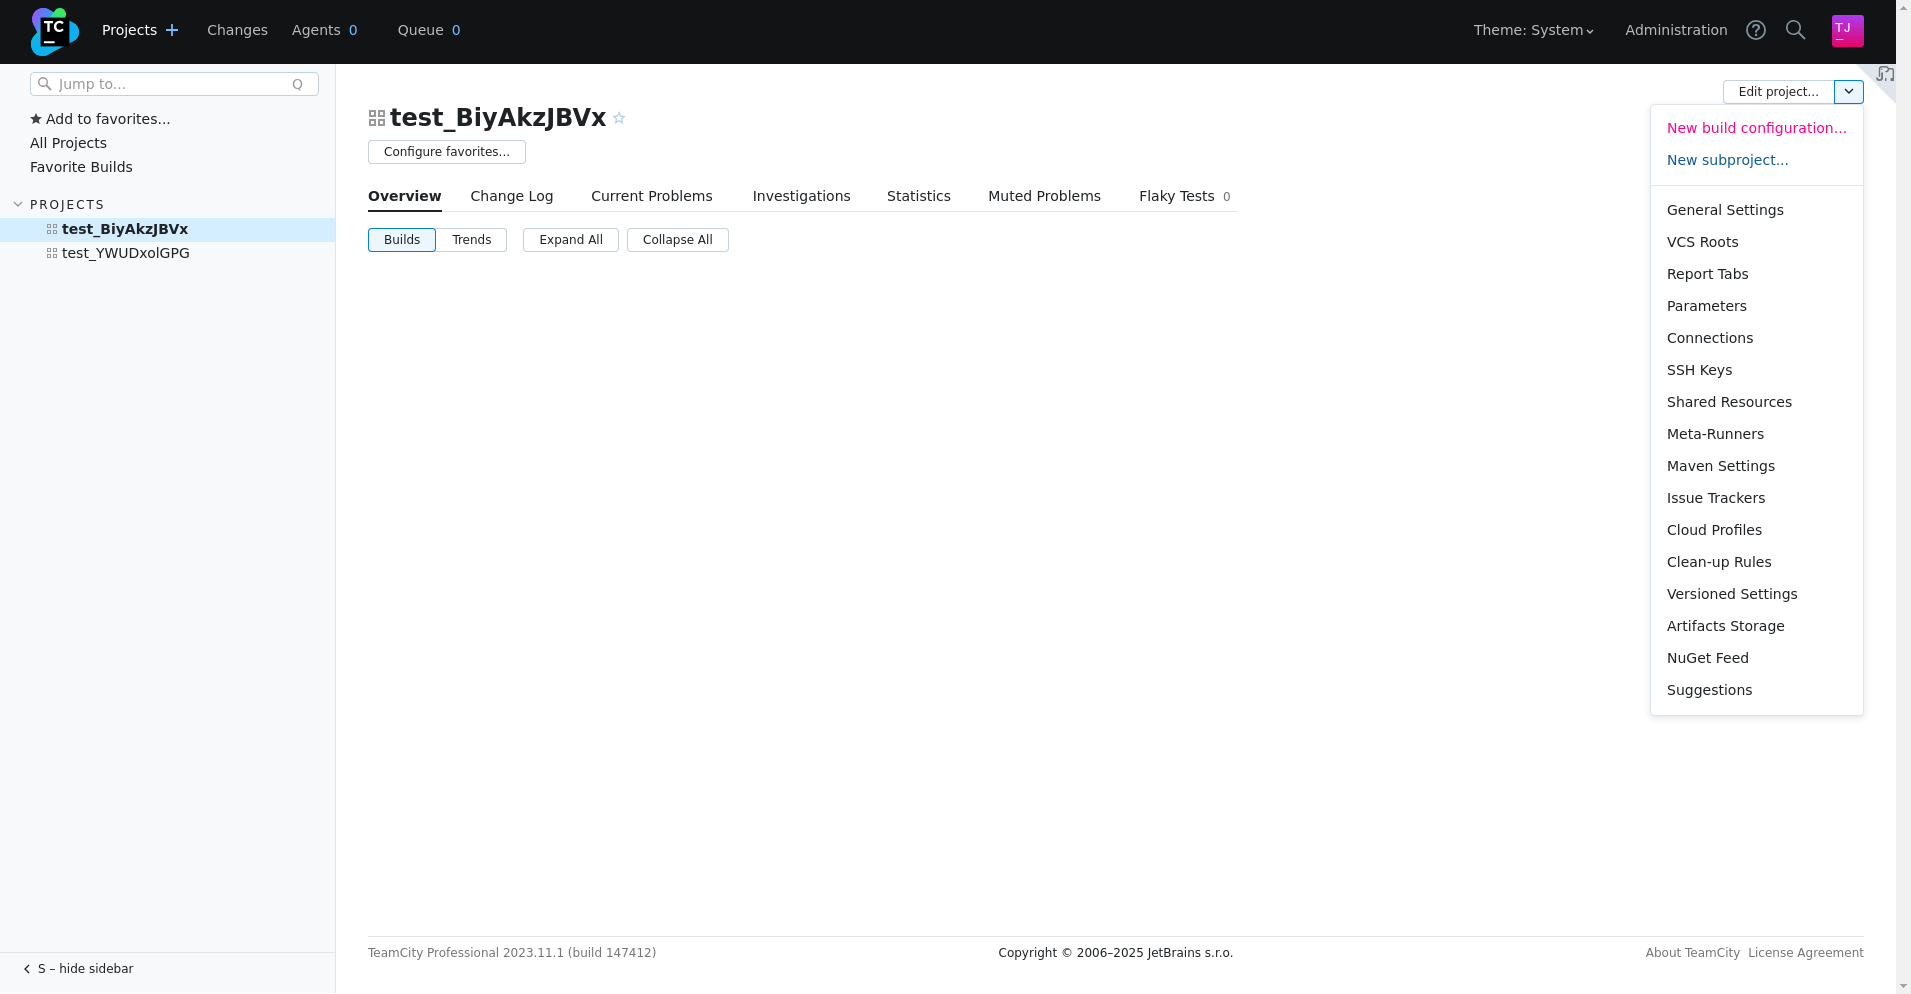 TC
Projects
Changes
Agents 0
Queue 0
Theme: System
Administration
TJ
Jump to...
Q
Add to favorites...
All Projects
Favorite Builds
PROJECTS
test_BiyAkzJBVx
test_YWUDxolGPG
S – hide sidebar
test_BiyAkzJBVx
Configure favorites...
Overview
Change Log
Current Problems
Investigations
Statistics
Muted Problems
Flaky Tests 0
Builds
Trends
Expand All
Collapse All
Edit project...
New build configuration...
New subproject...
General Settings
VCS Roots
Report Tabs
Parameters
Connections
SSH Keys
Shared Resources
Meta-Runners
Maven Settings
Issue Trackers
Cloud Profiles
Clean-up Rules
Versioned Settings
Artifacts Storage
NuGet Feed
Suggestions
TeamCity Professional 2023.11.1 (build 147412)
Copyright © 2006–2025 JetBrains s.r.o.
About TeamCity
License Agreement